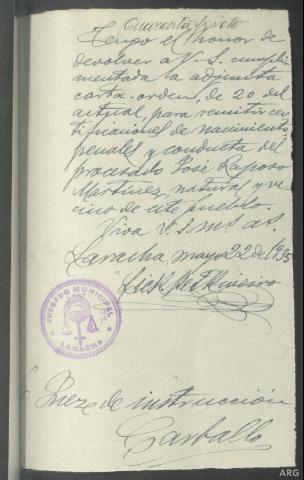 Cuarenta y siete
Tengo el honor de
devolver a V. S. cumpli
mentada la adjunta
carta-orden, de 20 del
actual, para remitir cer
tificaciones de nacimiento,
penales y conducta del
procesado José Raposo
Martínez, natural y ve
cino de este pueblo.
Viva V. S. ms. as.
Laracha, mayo 22 de 1935
JUZGADO MUNICIPAL
LARACHA
Juez de instrucción
Carballo
ARG